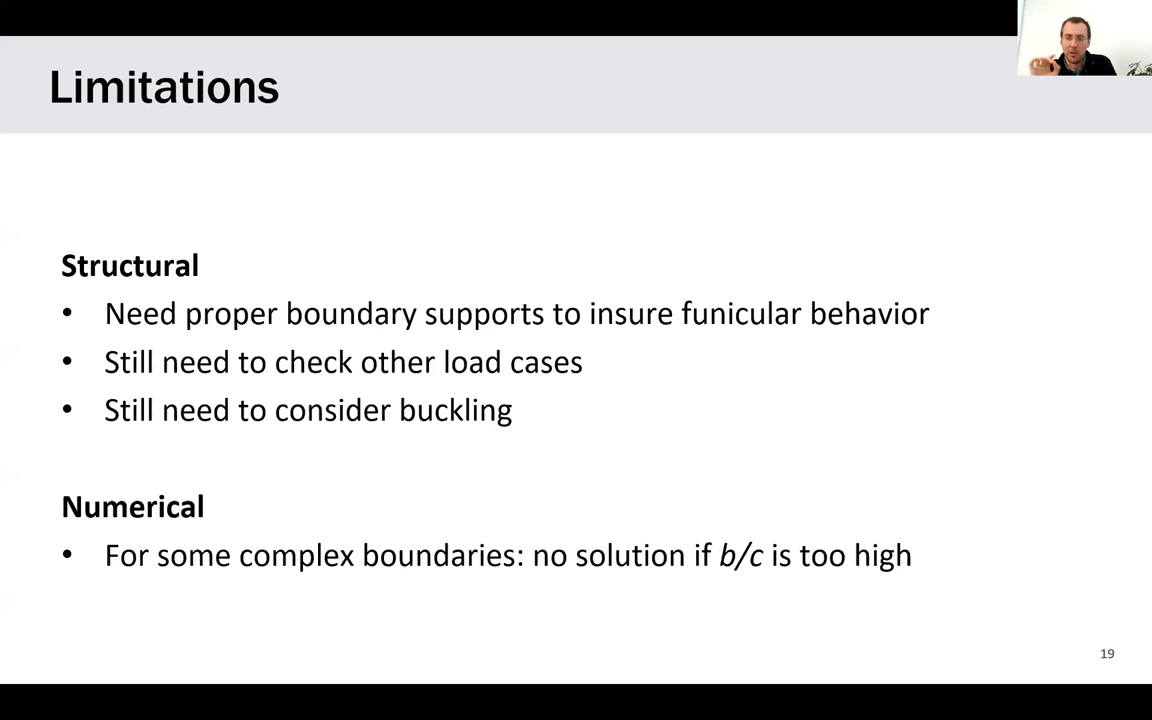 Limitations
Structural
• Need proper boundary supports to insure funicular behavior
• Still need to check other load cases
• Still need to consider buckling
Numerical
• For some complex boundaries: no solution if b/c is too high
19